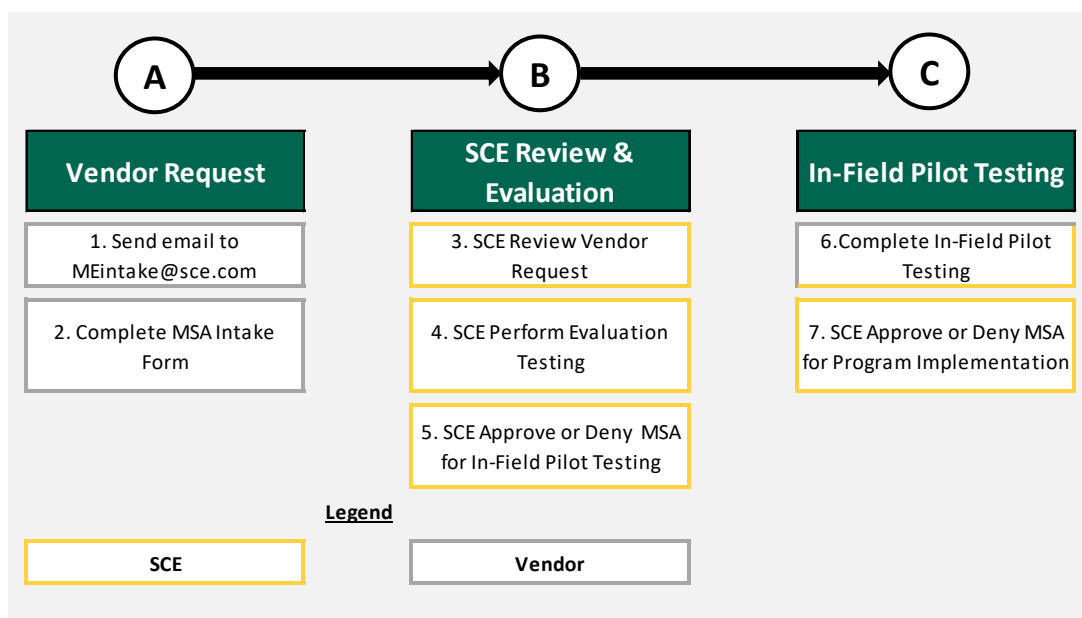 A
B
C
Vendor Request
SCE Review &
Evaluation
In-Field Pilot Testing
1. Send email to
MEintake@sce.com
2. Complete MSA Intake
Form
3. SCE Review Vendor
Request
4. SCE Perform Evaluation
Testing
5. SCE Approve or Deny MSA
for In-Field Pilot Testing
6.Complete In-Field Pilot
Testing
7. SCE Approve or Deny MSA
for Program Implementation
Legend
SCE
Vendor